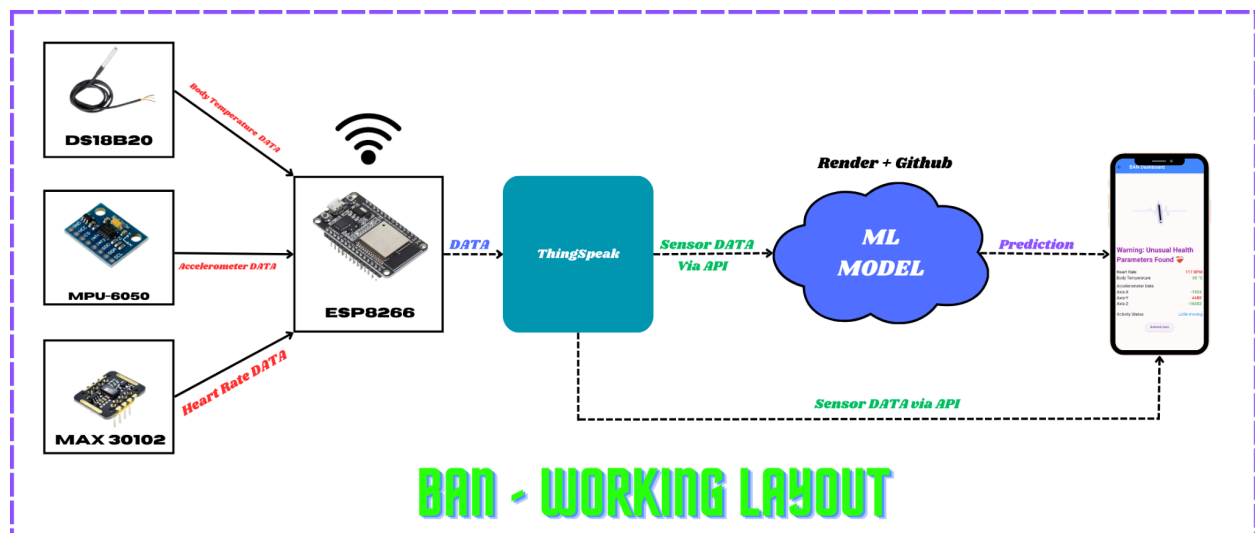 DS18B20
Body Temperature DATA
MPU-6050
Accelerometer DATA
MAX 30102
Heart Rate DATA
ESP8266
DATA
ThingSpeak
Sensor DATA
Via API
Render + Github
ML
MODEL
Prediction
BAN Dashboard
Warning: Unusual Health
Parameters Found
Heart Rate
Body Temperature
Accelerometer Data
Axis-X
Axis-Y
Axis-Z
Activity Status
Sensor DATA via API
BAN - WORKING LAYOUT